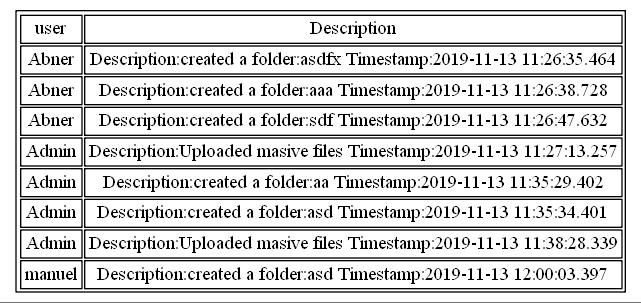 user Description
Abner Description:created a folder:asdfx Timestamp:2019-11-13 11:26:35.464
Abner Description:created a folder:aaa Timestamp:2019-11-13 11:26:38.728
Abner Description:created a folder:sdf Timestamp:2019-11-13 11:26:47.632
Admin Description:Uploaded masive files Timestamp:2019-11-13 11:27:13.257
Admin Description:created a folder:aa Timestamp:2019-11-13 11:35:29.402
Admin Description:created a folder:asd Timestamp:2019-11-13 11:35:34.401
Admin Description:Uploaded masive files Timestamp:2019-11-13 11:38:28.339
manuel Description:created a folder:asd Timestamp:2019-11-13 12:00:03.397